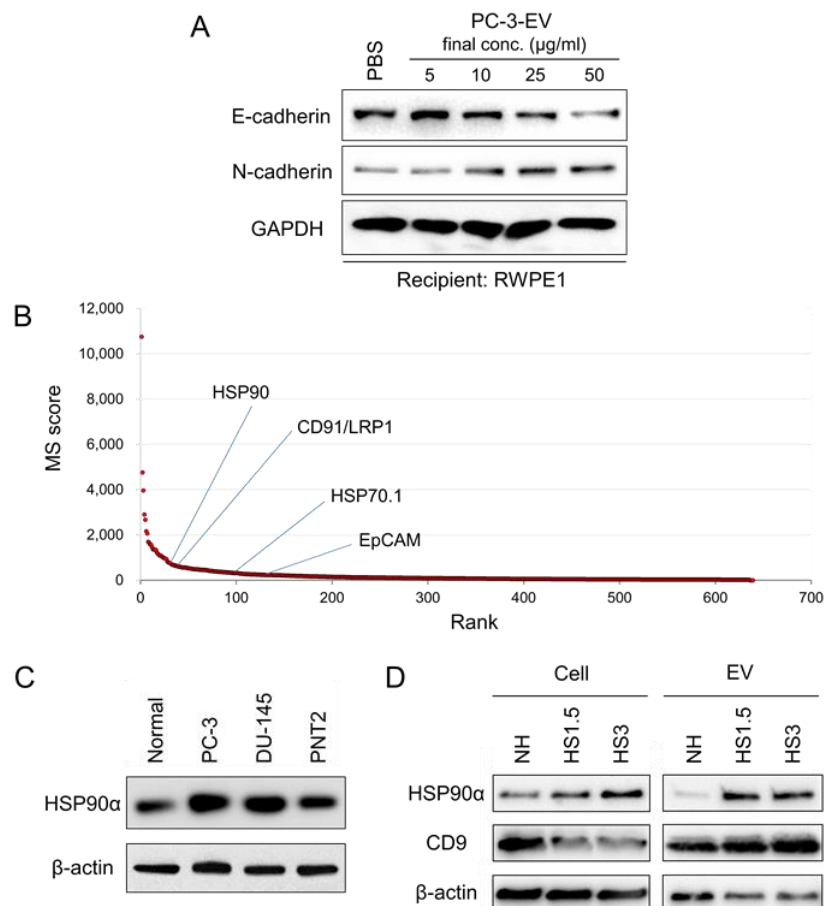 A
PC-3-EV
final conc. (μg/ml)
PBS
5 10 25 50
E-cadherin
N-cadherin
GAPDH
Recipient: RWPE1
B
MS score
12,000
10,000
8,000
6,000
4,000
2,000
0
HSP90
CD91/LRP1
HSP70.1
EpCAM
0 100 200 300 400 500 600 700
Rank
C
Normal PC-3 DU-145 PNT2
HSP90α
β-actin
D
Cell EV
NH HS1.5 HS3 NH HS1.5 HS3
HSP90α
CD9
β-actin